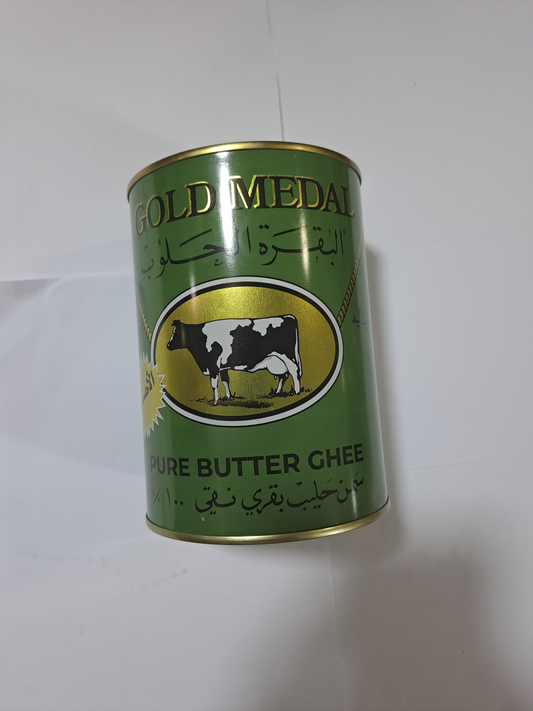 GOLD MEDAL
البقرة الحلوب
PURE BUTTER GHEE
سمن حليب بقري نقي ١٠٠٪